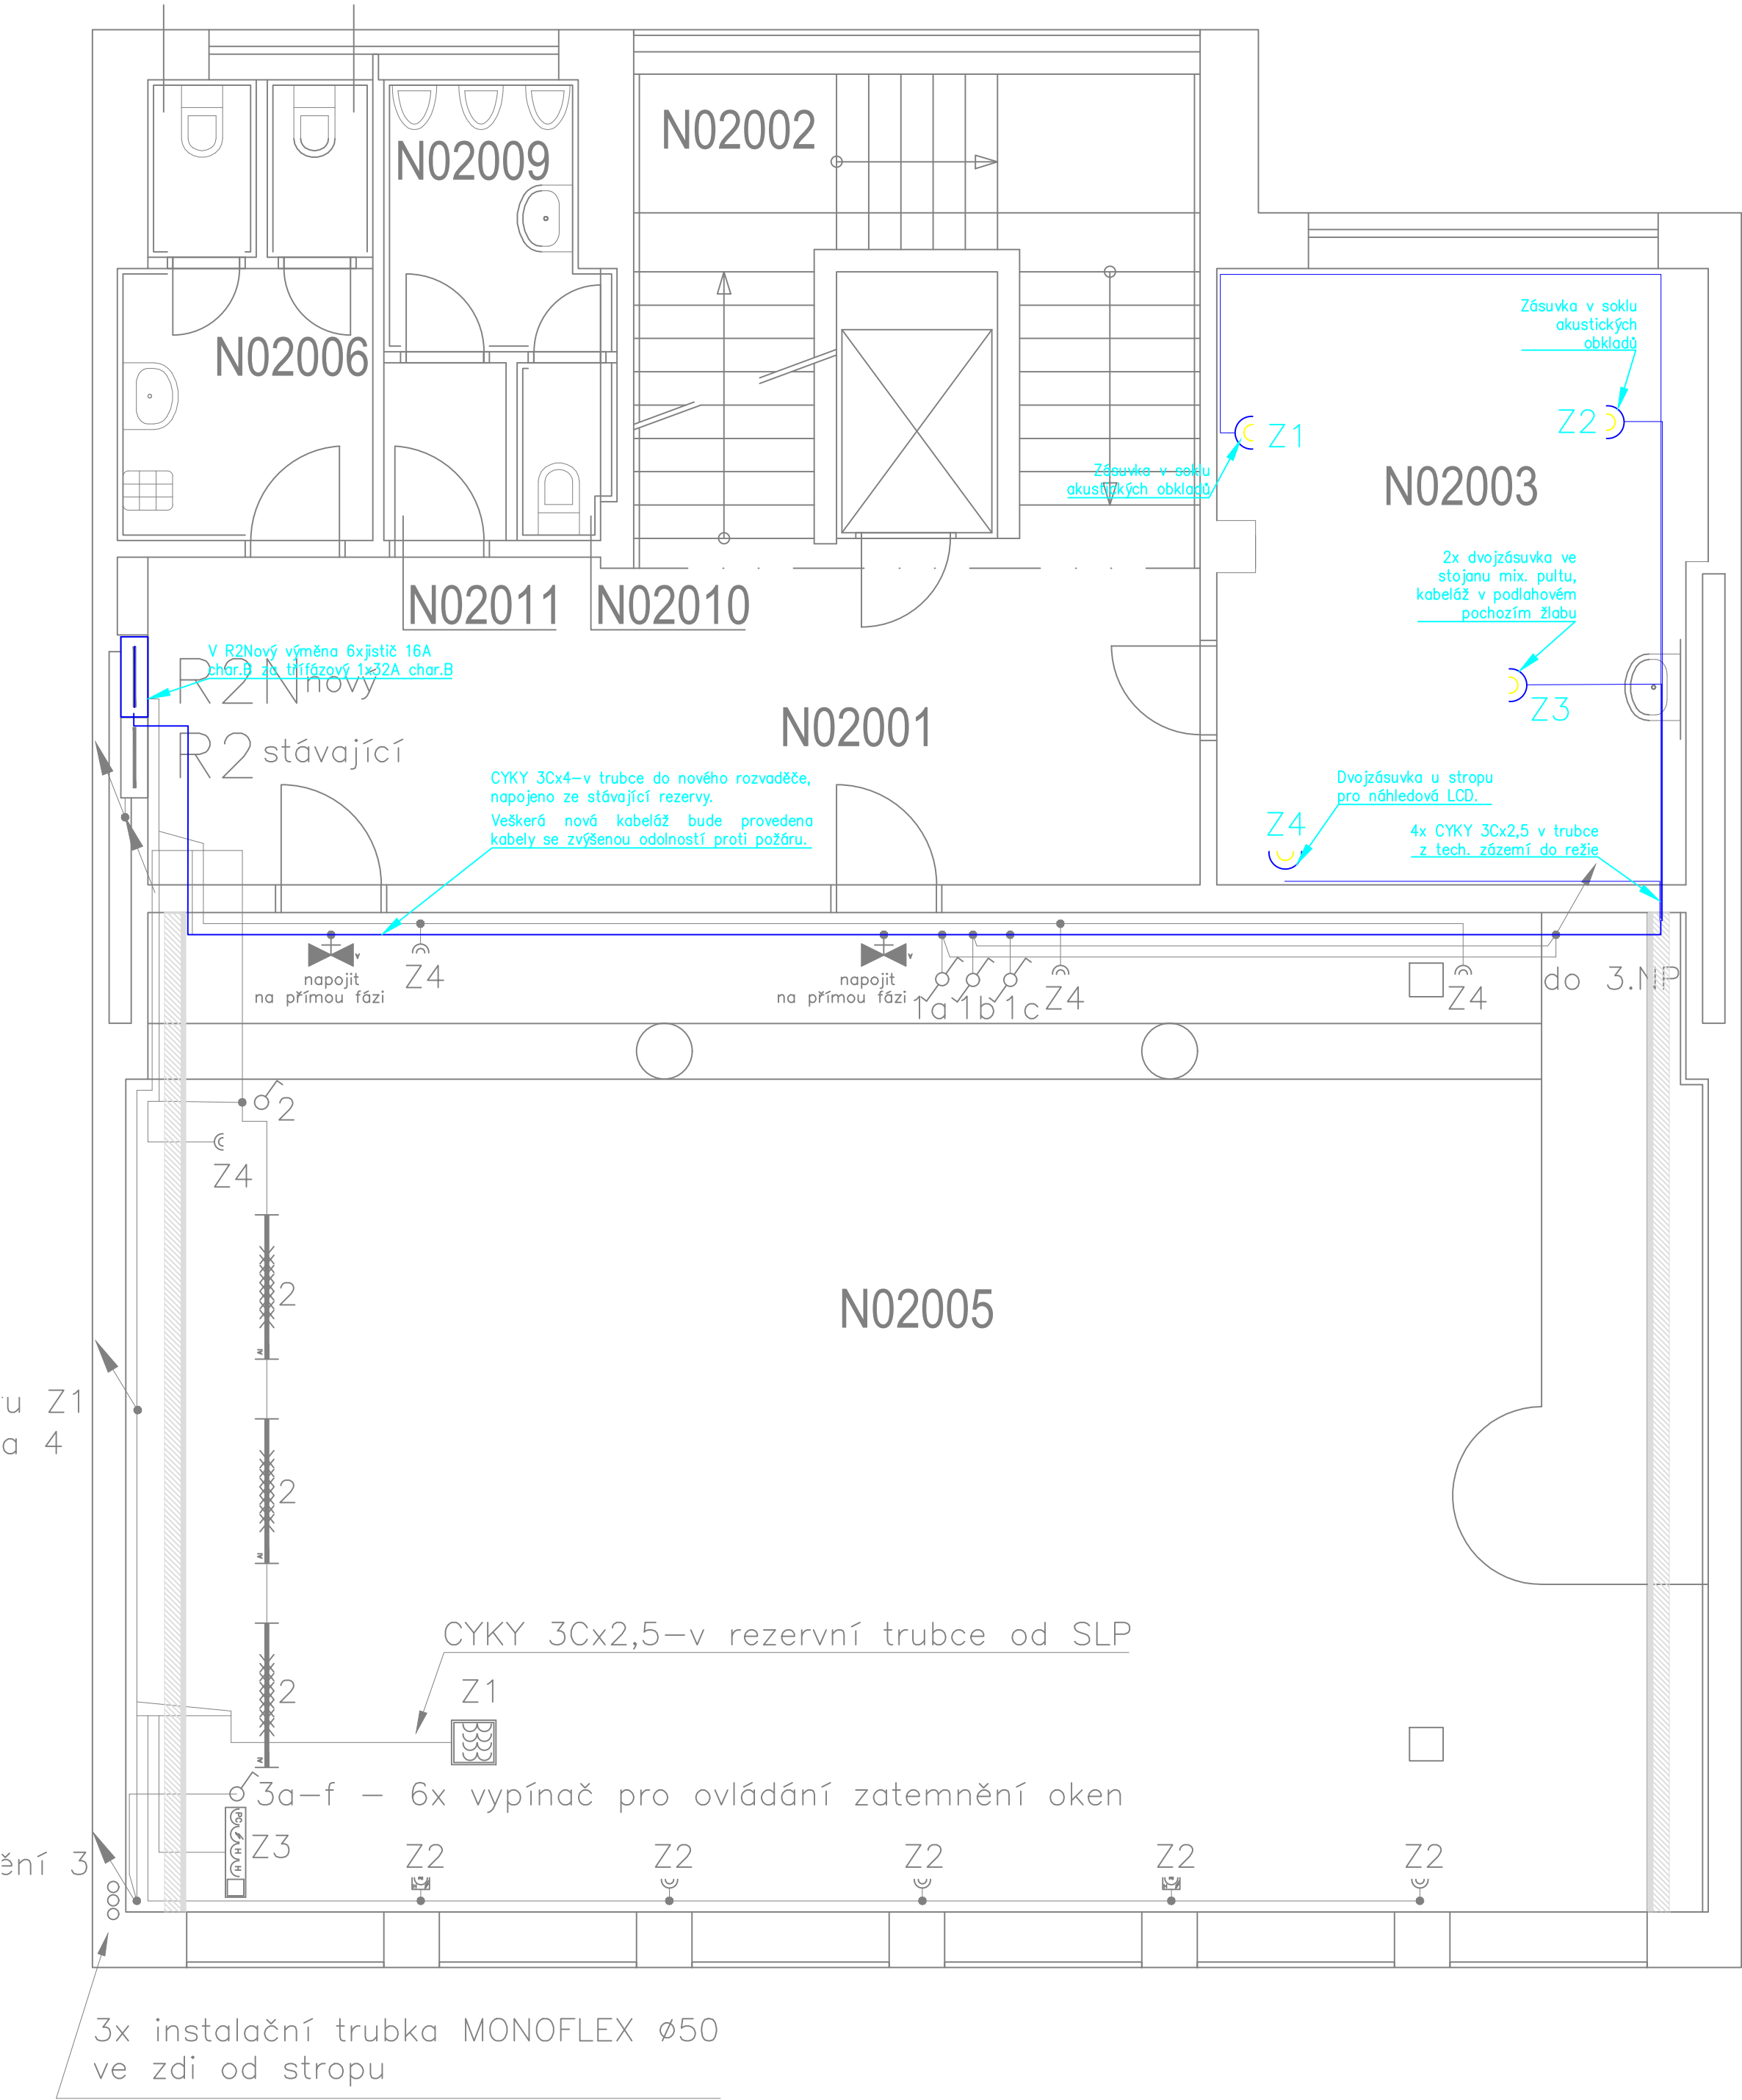 N02002
N02009
N02006
Zásuvka v soklu
akustických
obkladů
Z1
Z2
Zásuvka v soklu
akustických obkladů
N02003
2x dvojzásuvka ve
stojanu mix. pultu,
kabeláž v podlahovém
pochozím žlabu
N02011
N02010
V R2Nový výměna 6xjistič 16A
char.B za třífázový 1x32A char.B
R2Nnový
Z3
N02001
R2 stávající
CYKY 3Cx4-v trubce do nového rozvaděče,
napojeno ze stávající rezervy.
Veškerá nová kabeláž bude provedena
kabely se zvýšenou odolností proti požáru.
Dvojzásuvka u stropu
pro náhledová LCD.
Z4
4x CYKY 3Cx2,5 v trubce
z tech. zázemí do režie
napojit
na přímou fázi
Z4
napojit
na přímou fázi
1a 1b 1c
Z4
Z4
do 3.NP
2
Z4
2
N02005
u Z1
a 4
2
CYKY 3Cx2,5-v rezervní trubce od SLP
2
Z1
3a-f - 6x vypínač pro ovládání zatemnění oken
PC
Z3
ění 3
Z2
Z2
Z2
Z2
Z2
3x instalační trubka MONOFLEX ø50
ve zdi od stropu